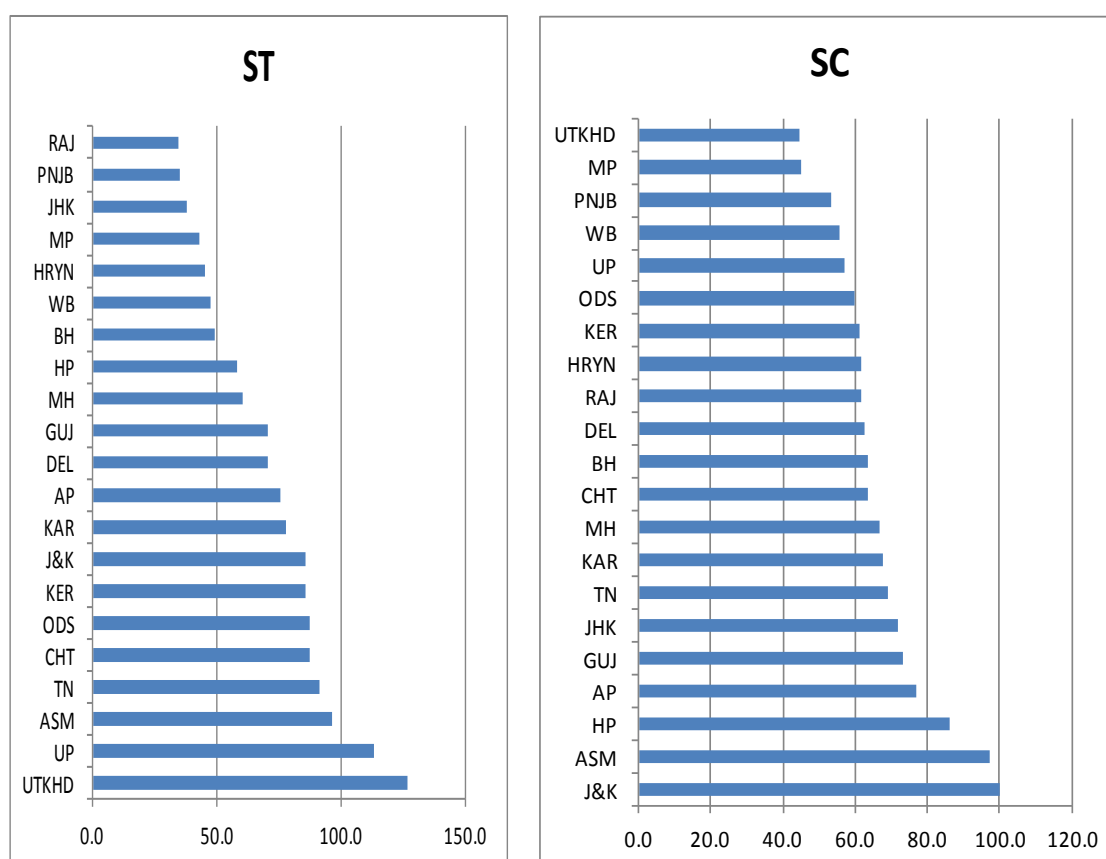 ST
RAJ
PNJB
JHK
MP
HRYN
WB
BH
HP
MH
GUJ
DEL
AP
KAR
J&K
KER
ODS
CHT
TN
ASM
UP
UTKHD
0.0 50.0 100.0 150.0
SC
UTKHD
MP
PNJB
WB
UP
ODS
KER
HRYN
RAJ
DEL
BH
CHT
MH
KAR
TN
JHK
GUJ
AP
HP
ASM
J&K
0.0 20.0 40.0 60.0 80.0 100.0 120.0